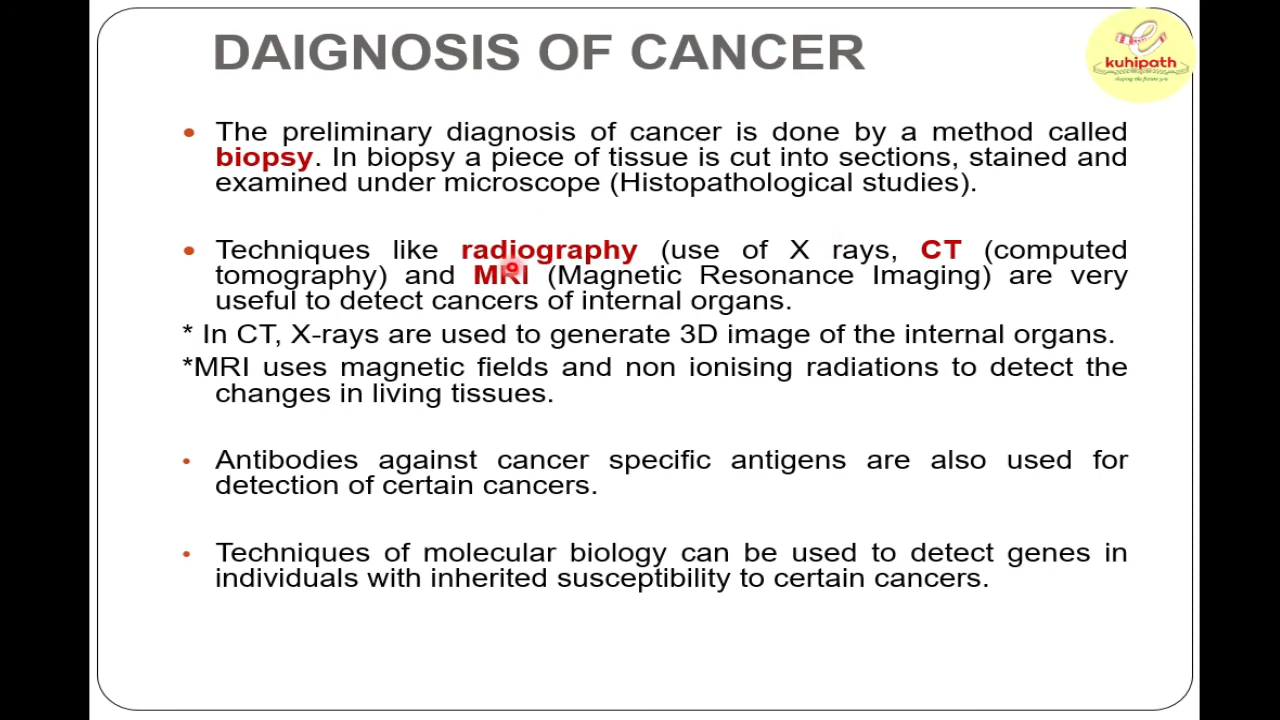 DAIGNOSIS OF CANCER
kuhipath
shaping the future you
• The preliminary diagnosis of cancer is done by a method called
biopsy. In biopsy a piece of tissue is cut into sections, stained and
examined under microscope (Histopathological studies).
• Techniques like radiography (use of X rays, CT (computed
tomography) and MRI (Magnetic Resonance Imaging) are very
useful to detect cancers of internal organs.
* In CT, X-rays are used to generate 3D image of the internal organs.
*MRI uses magnetic fields and non ionising radiations to detect the
changes in living tissues.
• Antibodies against cancer specific antigens are also used for
detection of certain cancers.
• Techniques of molecular biology can be used to detect genes in
individuals with inherited susceptibility to certain cancers.